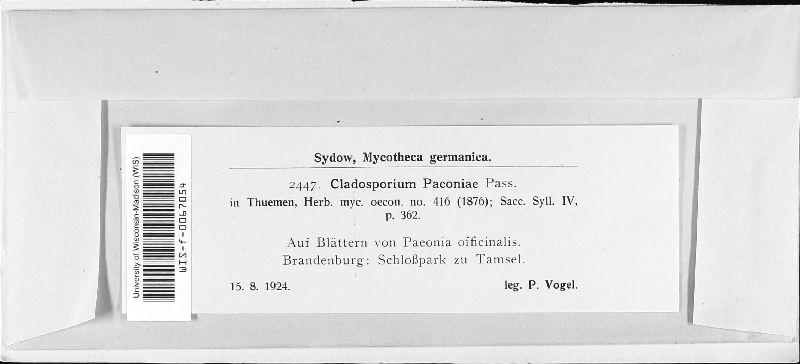 Sydow, Mycotheca germanica.
2447. Cladosporium Paeoniae Pass.
in Thuemen, Herb. myc. oecon. no. 416 (1876); Sacc. Syll. IV,
p. 362.
Auf Blättern von Paeonia officinalis.
Brandenburg: Schloßpark zu Tamsel.
15. 8. 1924. leg. P. Vogel.
University of Wisconsin-Madison (WIS)
WIS-f-0067054